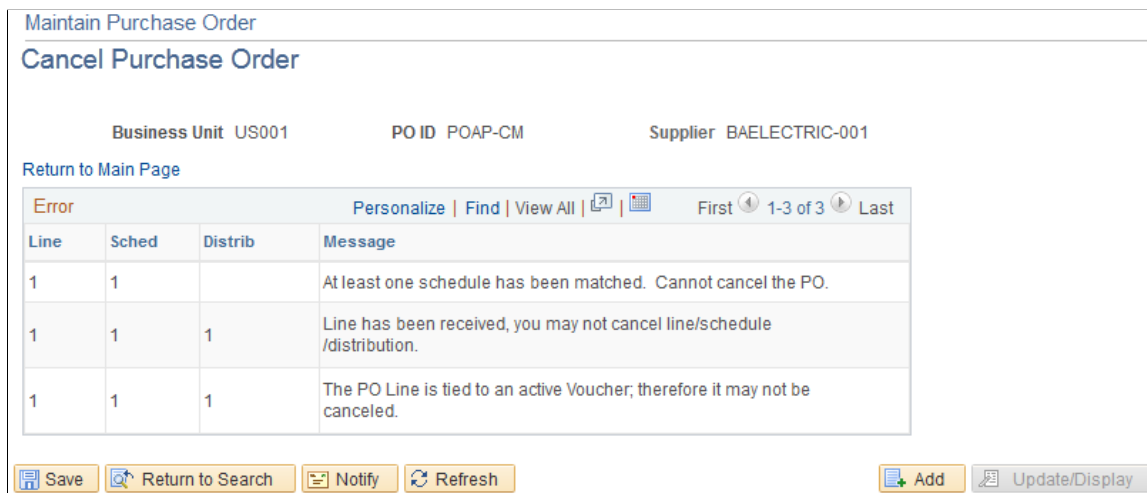 Maintain Purchase Order
Cancel Purchase Order
Business Unit US001 PO ID POAP-CM Supplier BAELECTRIC-001
Return to Main Page
Error Personalize | Find | View All | | First 1-3 of 3 Last
Line Sched Distrib Message
1 1 At least one schedule has been matched. Cannot cancel the PO.
1 1 1 Line has been received, you may not cancel line/schedule
/distribution.
1 1 1 The PO Line is tied to an active Voucher; therefore it may not be
canceled.
Save Return to Search Notify Refresh Add Update/Display